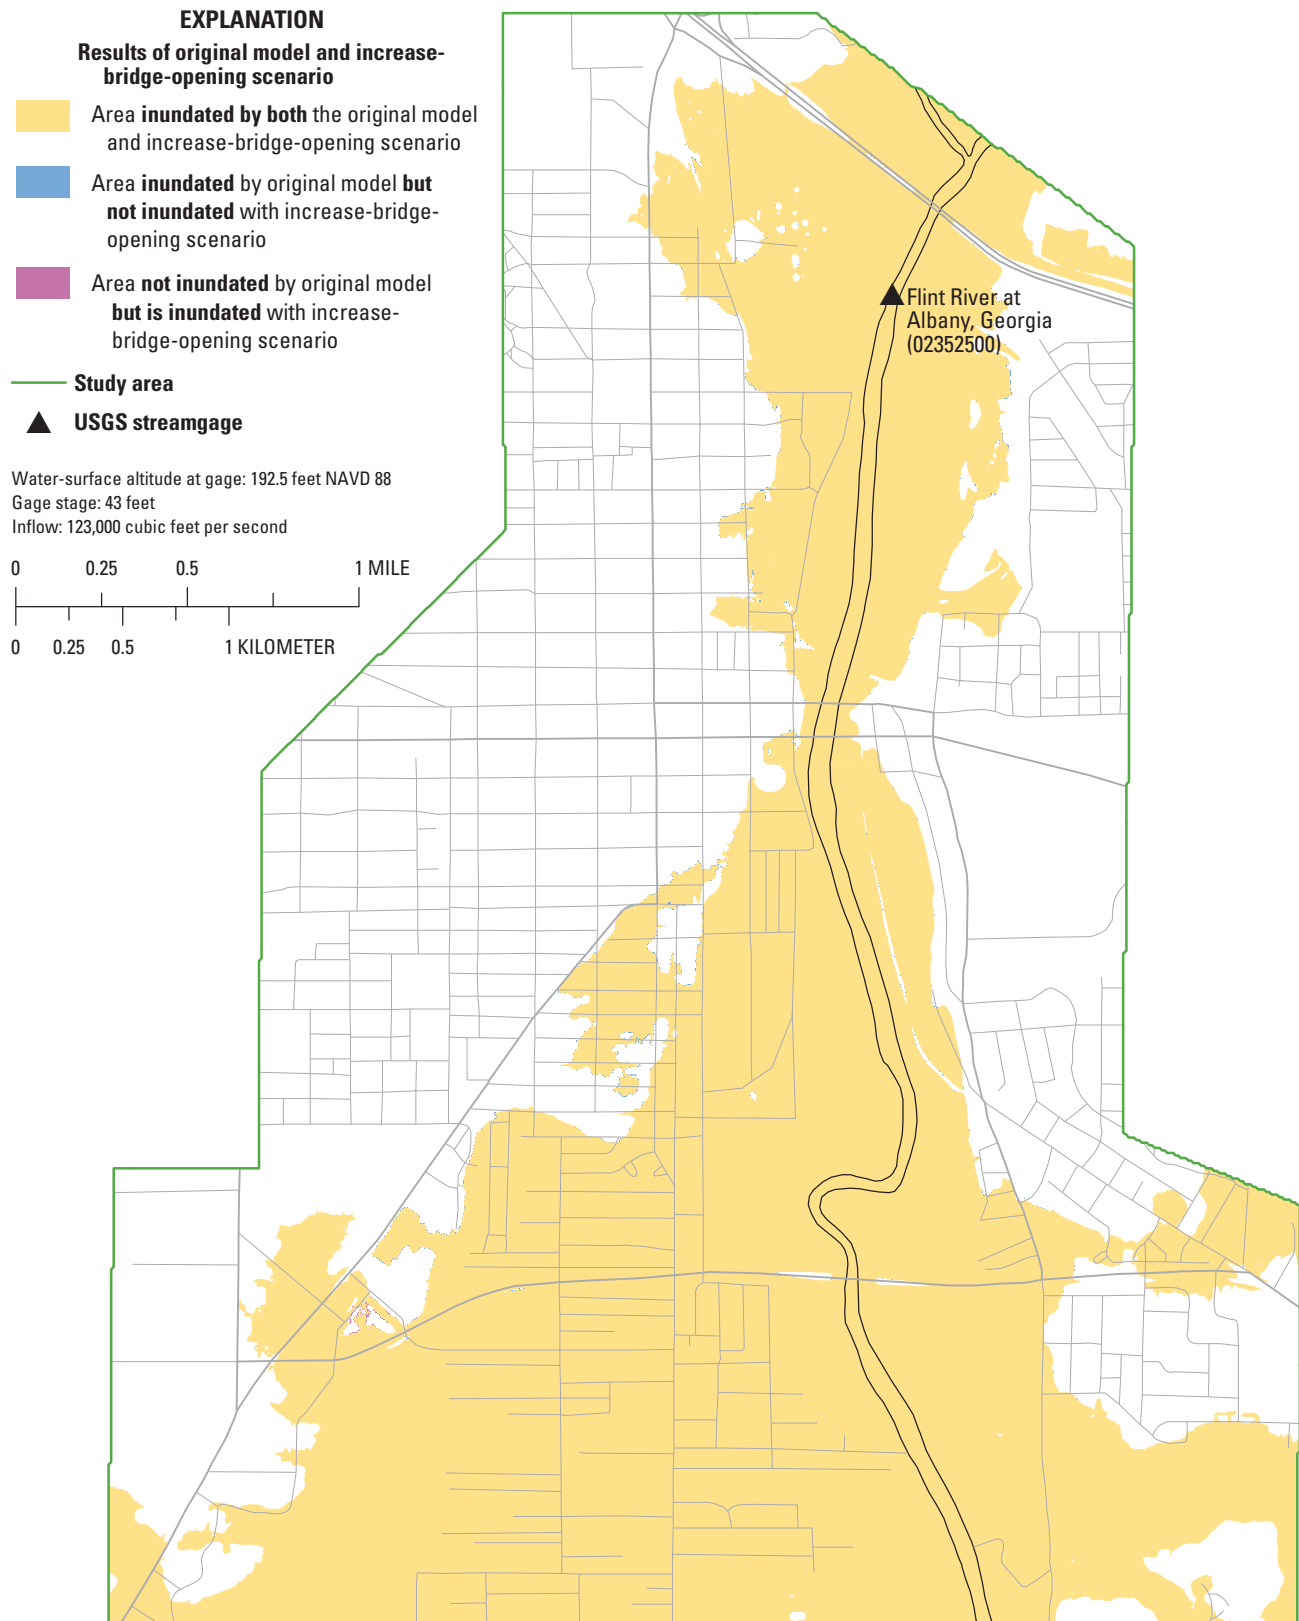 EXPLANATION
Results of original model and increase-
bridge-opening scenario
Area inundated by both the original model
and increase-bridge-opening scenario
Area inundated by original model but
not inundated with increase-bridge-
opening scenario
Area not inundated by original model
but is inundated with increase-
bridge-opening scenario
Study area
USGS streamgage
Water-surface altitude at gage: 192.5 feet NAVD 88
Gage stage: 43 feet
Inflow: 123,000 cubic feet per second
0 0.25 0.5 1 MILE
0 0.25 0.5 1 KILOMETER
Flint River at
Albany, Georgia
(02352500)